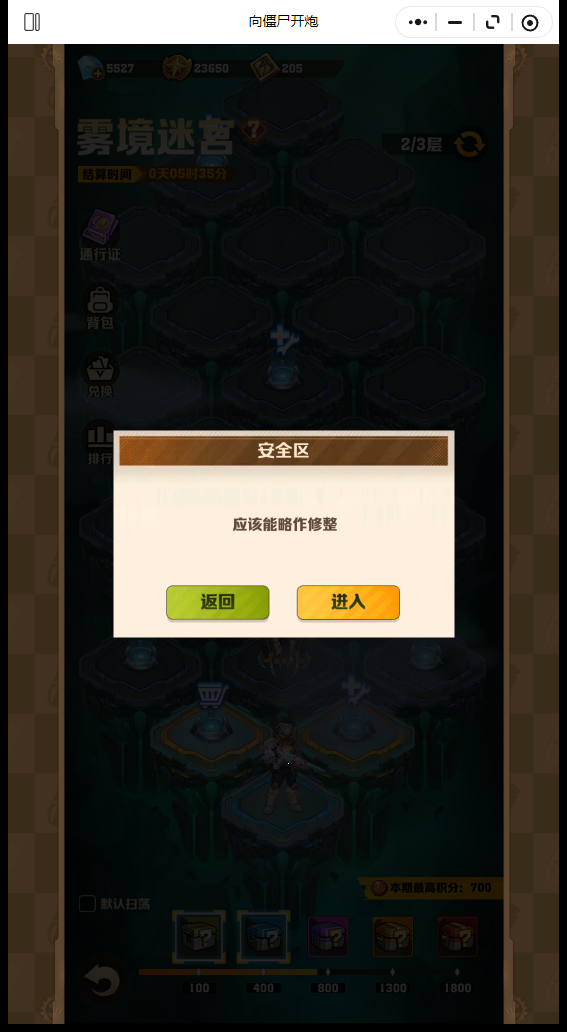 向僵尸开炮
5527
23650
205
雾境迷宫
?
2/3层
结算时间
0天05时35分
通行证
背包
兑换
排行
安全区
应该能略作修整
返回
进入
本期最高积分：700
默认扫荡
? ? ? ? ?
100
400
800
1300
1800